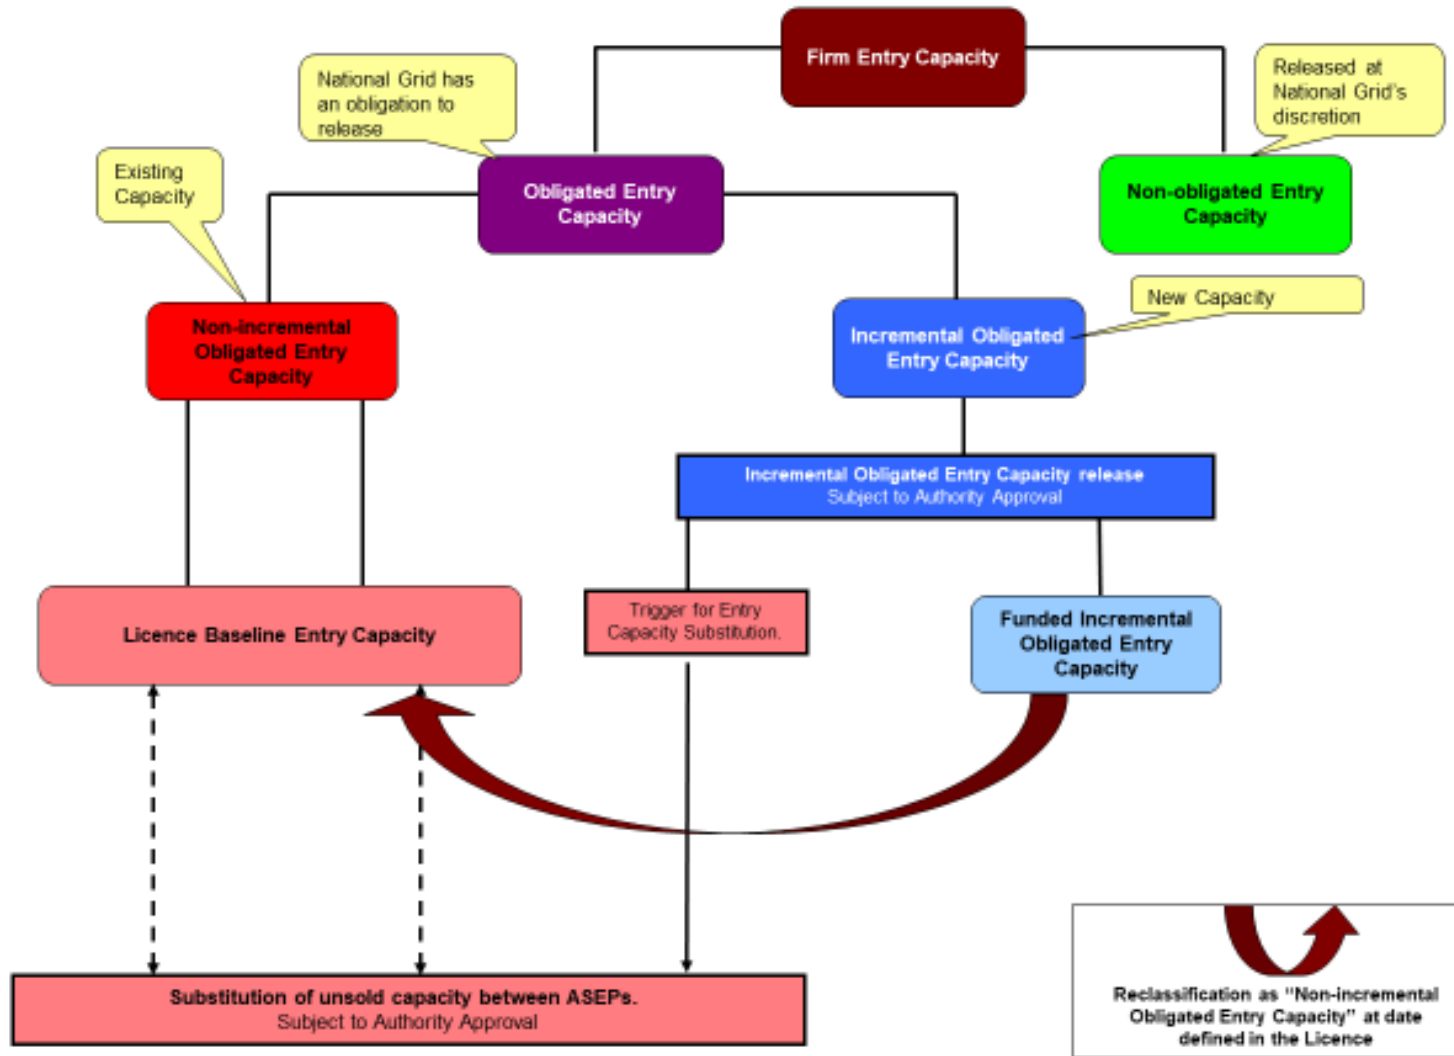 Firm Entry Capacity
National Grid has
an obligation to
release
Released at
National Grid's
discretion
Existing
Capacity
Obligated Entry
Capacity
Non-obligated Entry
Capacity
New Capacity
Non-incremental
Obligated Entry
Capacity
Incremental Obligated
Entry Capacity
Incremental Obligated Entry Capacity release
Subject to Authority Approval
Licence Baseline Entry Capacity
Trigger for Entry
Capacity Substitution.
Funded Incremental
Obligated Entry
Capacity
Substitution of unsold capacity between ASEPs.
Subject to Authority Approval
Reclassification as "Non-incremental
Obligated Entry Capacity" at date
defined in the Licence